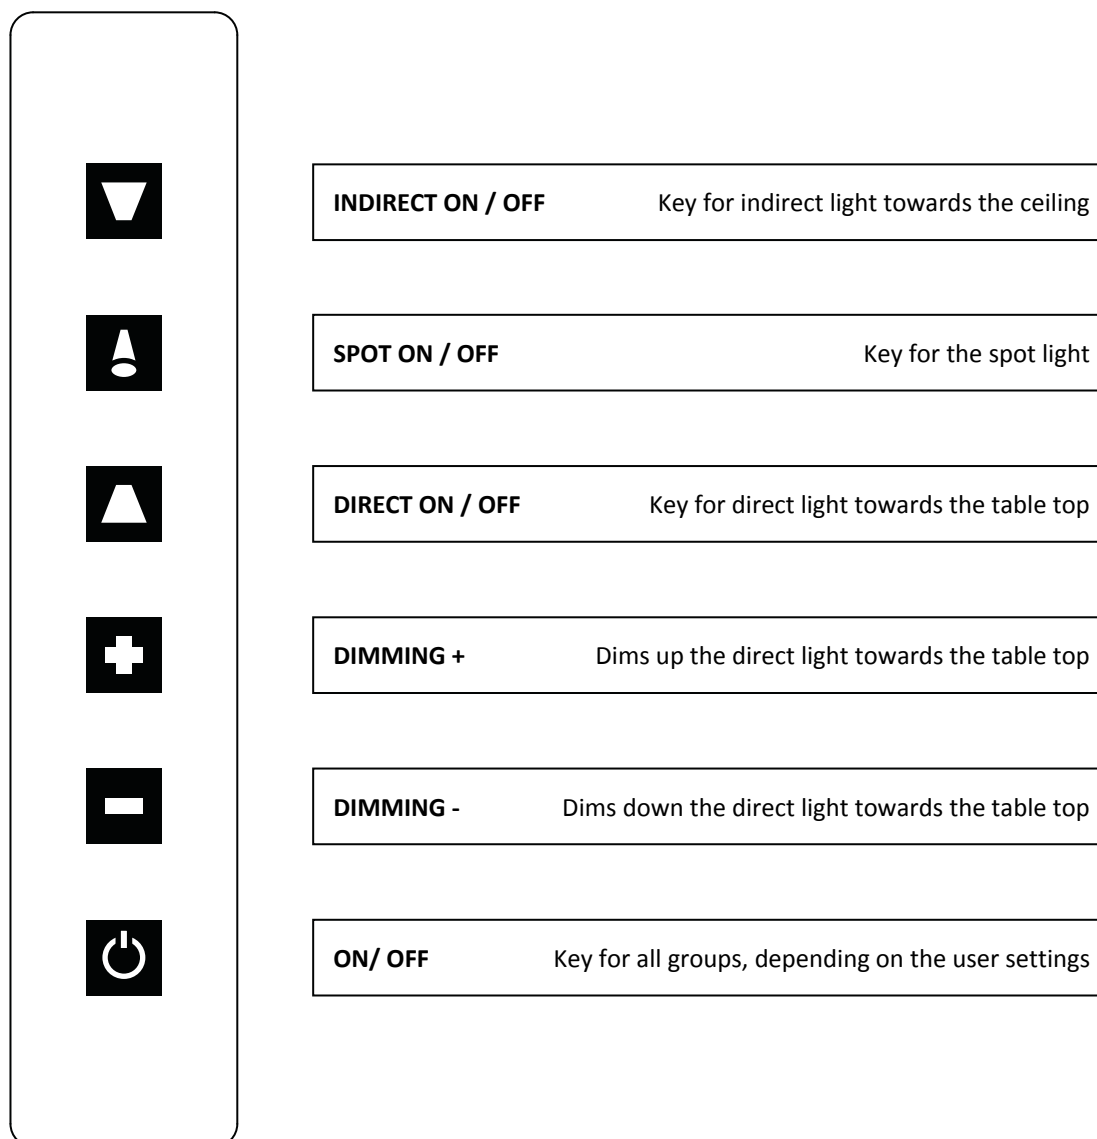 INDIRECT ON / OFF Key for indirect light towards the ceiling
SPOT ON / OFF Key for the spot light
DIRECT ON / OFF Key for direct light towards the table top
DIMMING + Dims up the direct light towards the table top
DIMMING - Dims down the direct light towards the table top
ON/ OFF Key for all groups, depending on the user settings